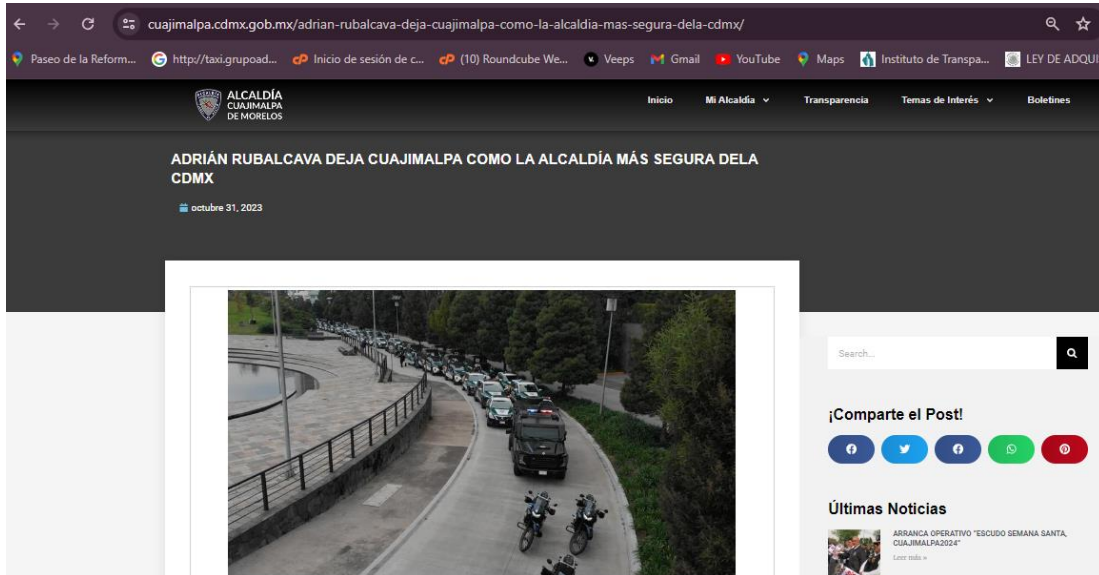 cuajimalpa.cdmx.gob.mx/adrian-rubalcava-deja-cuajimalpa-como-la-alcaldia-mas-segura-dela-cdmx/
Paseo de la Reform... http://taxi.grupoad... Inicio de sesión de c... (10) Roundcube We... Veeps Gmail YouTube Maps Instituto de Transpa... LEY DE ADQUI
ALCALDÍA
CUAJIMALPA
DE MORELOS
Inicio Mi Alcaldía Transparencia Temas de Interés Boletines
ADRIÁN RUBALCAVA DEJA CUAJIMALPA COMO LA ALCALDÍA MÁS SEGURA DELA
CDMX
octubre 31, 2023
Search...
¡Comparte el Post!
Últimas Noticias
ARRANCA OPERATIVO "ESCUDO SEMANA SANTA,
CUAJIMALPA2024"
Leer más »